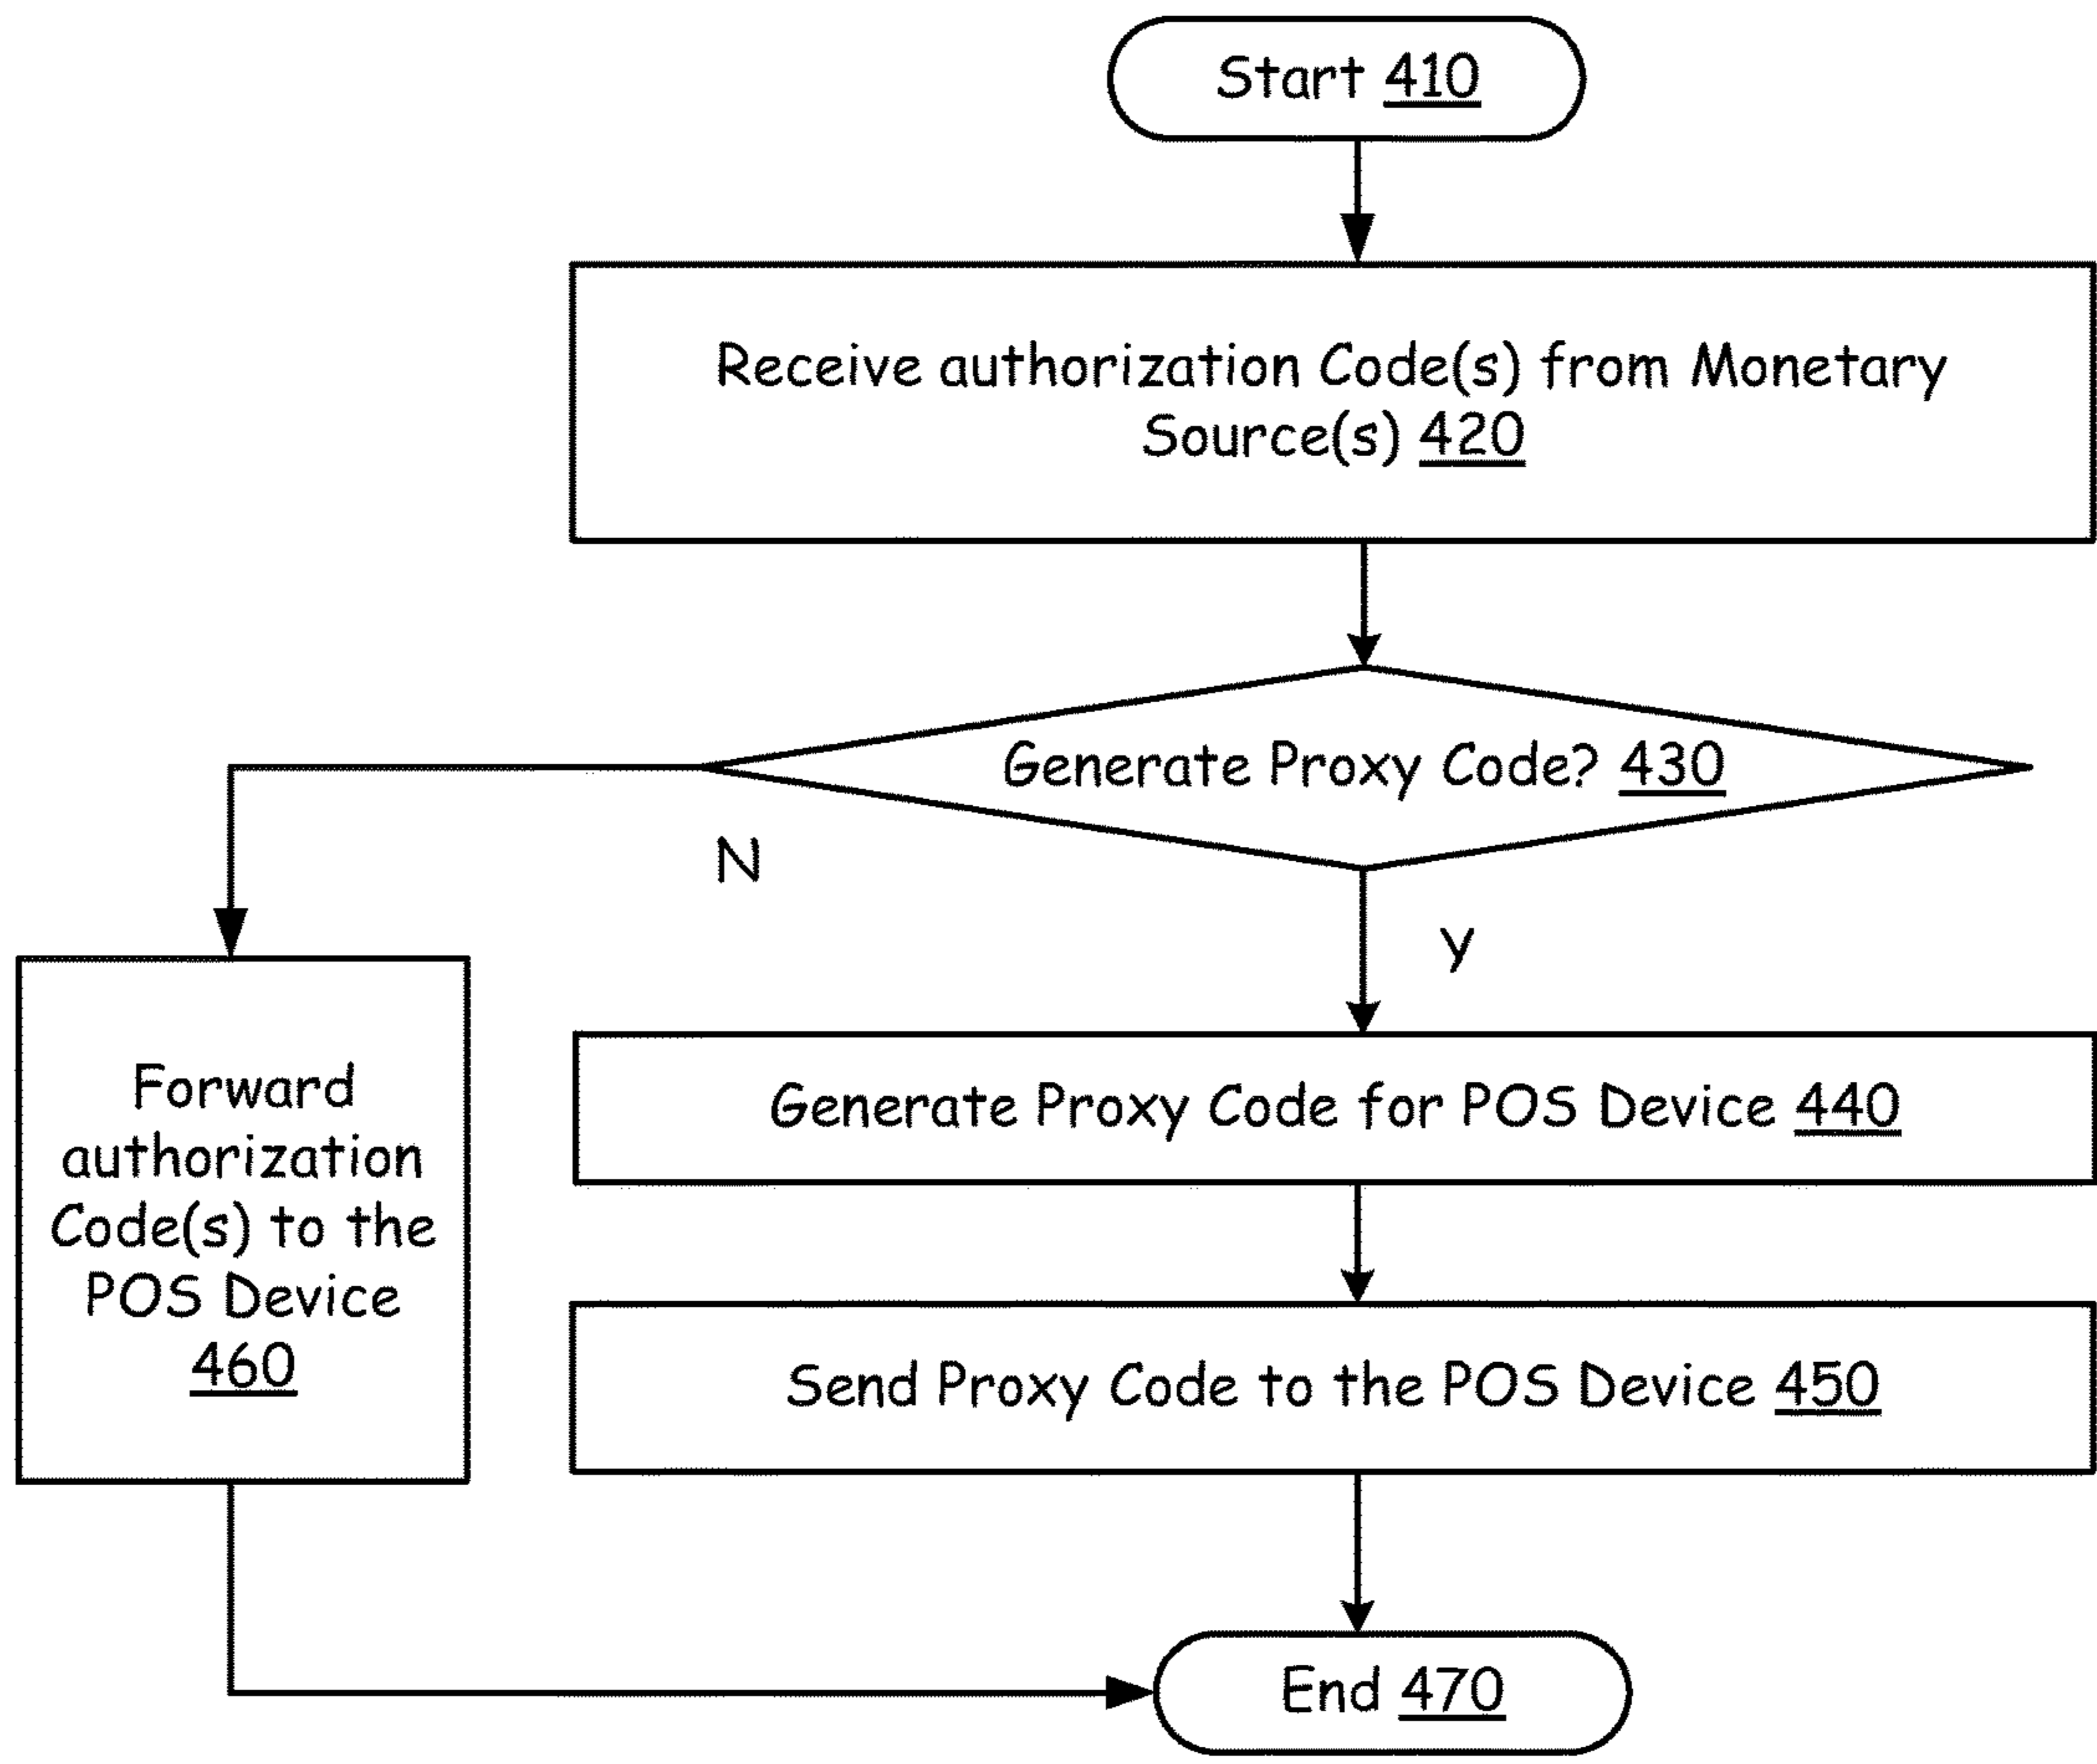 Start 410
Receive authorization Code(s) from Monetary
Source(s) 420
Generate Proxy Code? 430
N
Y
Generate Proxy Code for POS Device 440
Send Proxy Code to the POS Device 450
Forward
authorization
Code(s) to the
POS Device
460
End 470